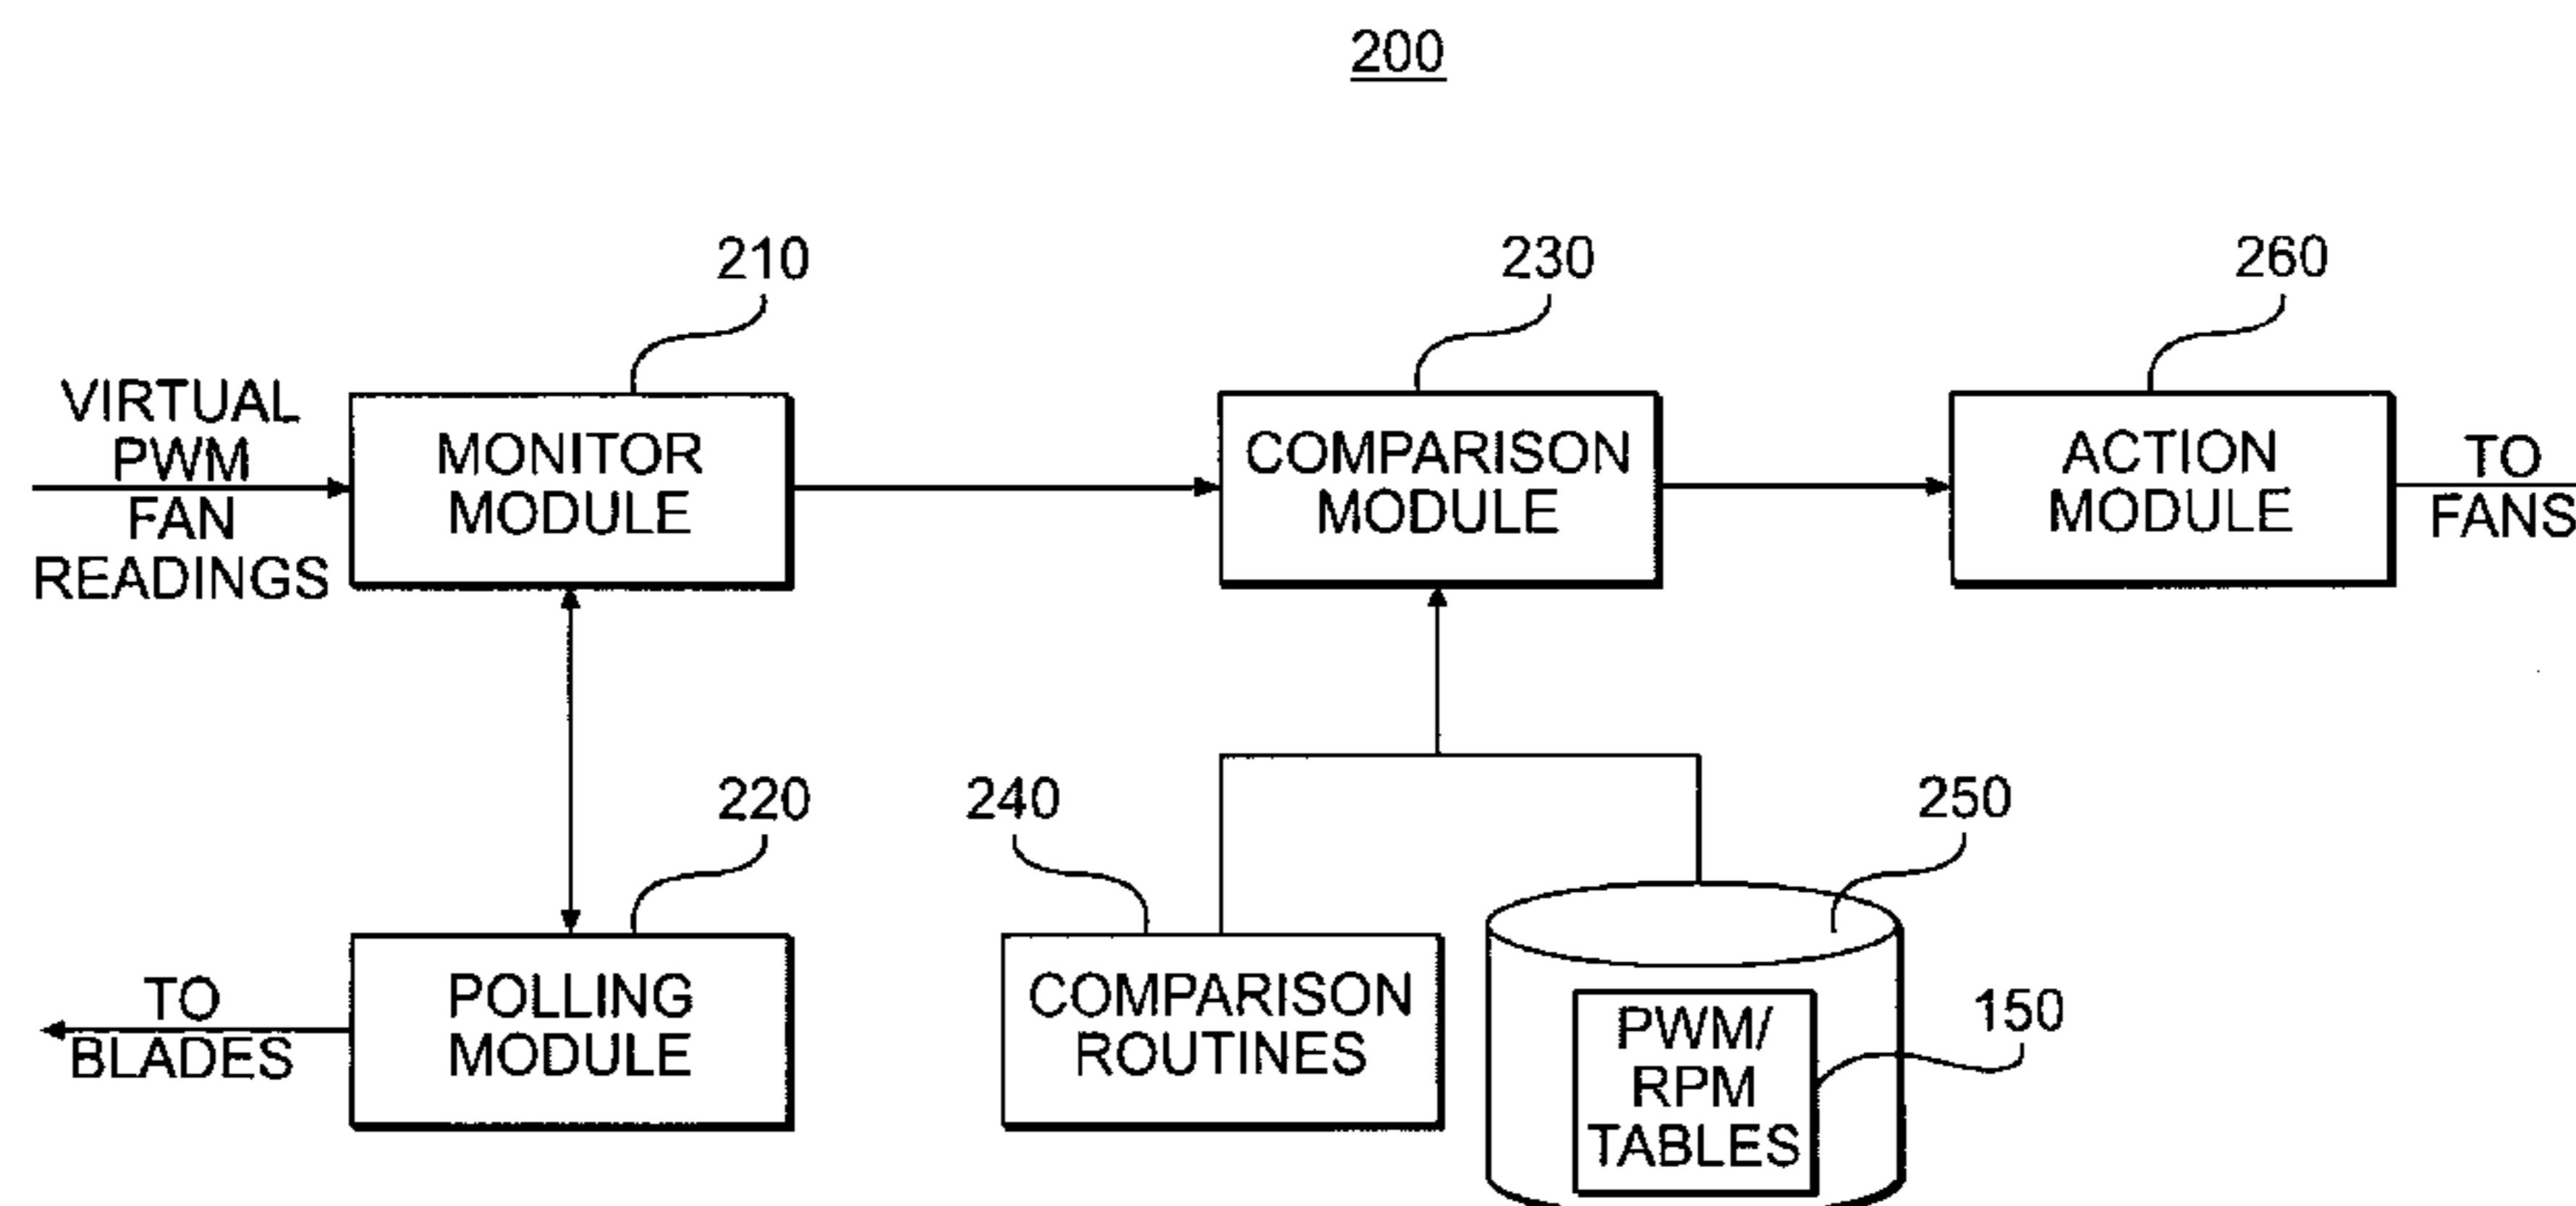 200
210
230
260
VIRTUAL
PWM
FAN
READINGS
MONITOR
MODULE
COMPARISON
MODULE
ACTION
MODULE
TO
FANS
220
240
250
TO
BLADES
POLLING
MODULE
COMPARISON
ROUTINES
PWM/
RPM
TABLES
150